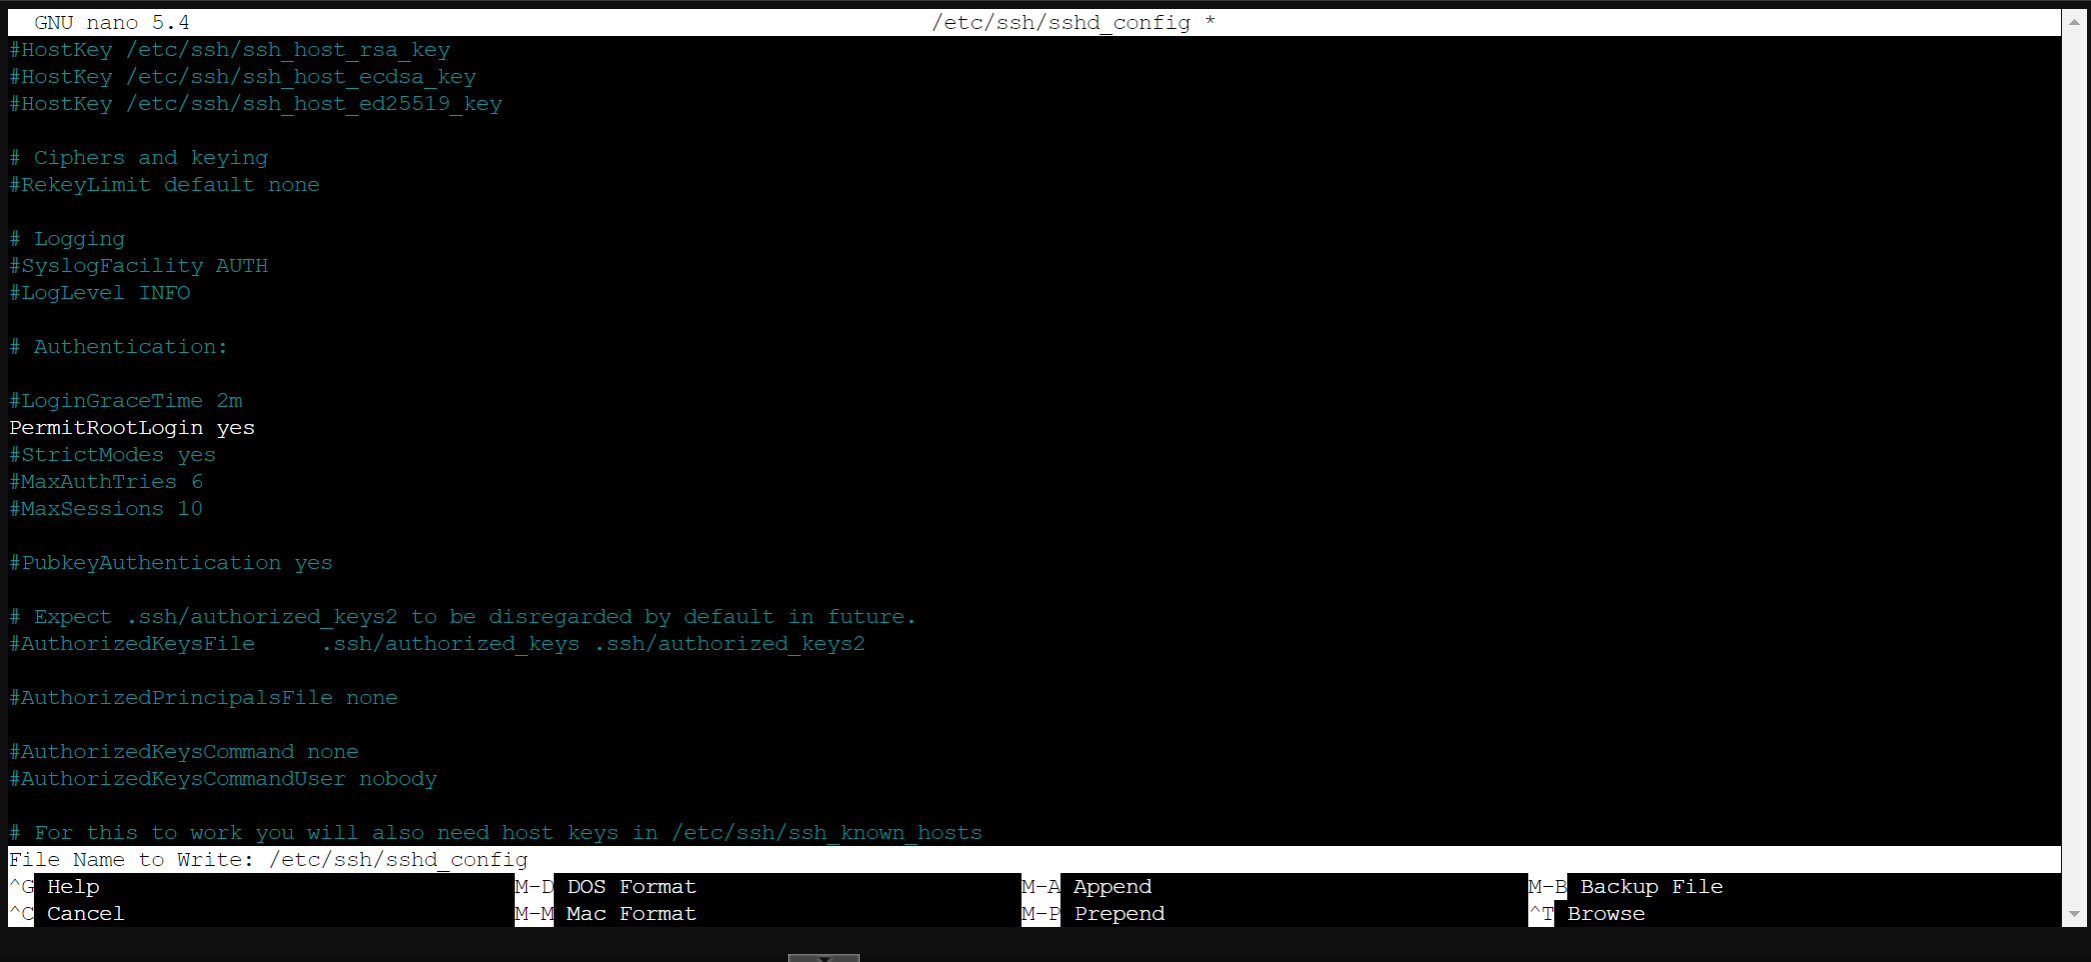 GNU nano 5.4 /etc/ssh/sshd_config *
#HostKey /etc/ssh/ssh_host_rsa_key
#HostKey /etc/ssh/ssh_host_ecdsa_key
#HostKey /etc/ssh/ssh_host_ed25519_key
# Ciphers and keying
#RekeyLimit default none
# Logging
#SyslogFacility AUTH
#LogLevel INFO
# Authentication:
#LoginGraceTime 2m
PermitRootLogin yes
#StrictModes yes
#MaxAuthTries 6
#MaxSessions 10
#PubkeyAuthentication yes
# Expect .ssh/authorized_keys2 to be disregarded by default in future.
#AuthorizedKeysFile     .ssh/authorized_keys .ssh/authorized_keys2
#AuthorizedPrincipalsFile none
#AuthorizedKeysCommand none
#AuthorizedKeysCommandUser nobody
# For this to work you will also need host keys in /etc/ssh/ssh_known_hosts
File Name to Write: /etc/ssh/sshd_config
^G Help M-D DOS Format M-A Append M-B Backup File
^C Cancel M-M Mac Format M-P Prepend ^T Browse